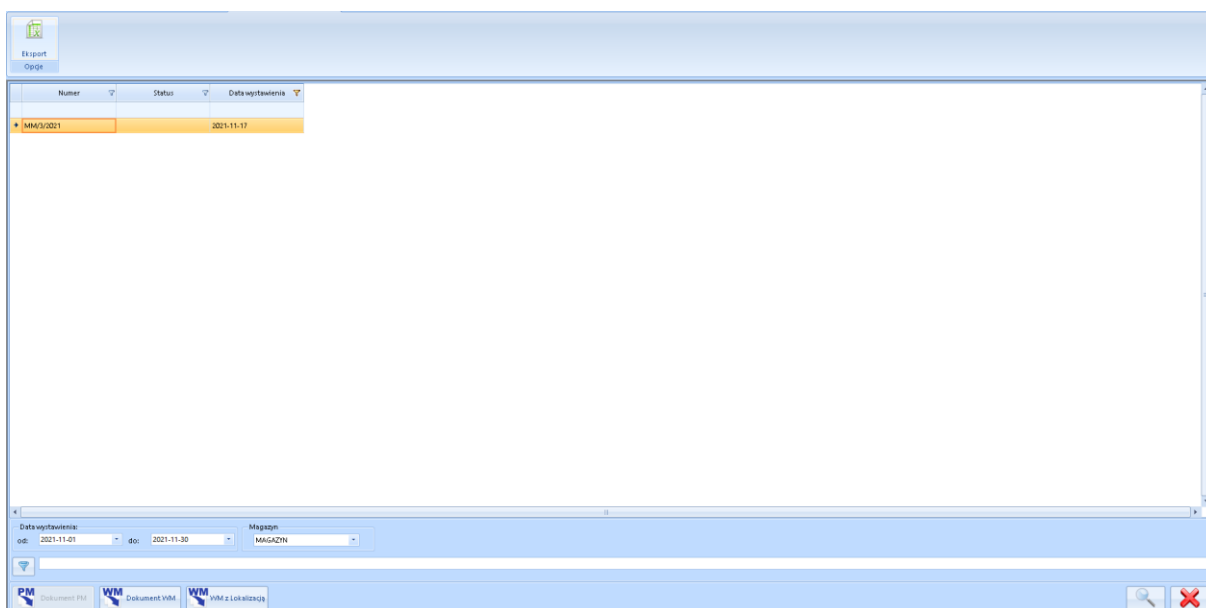 Eksport
Opcje
Numer Status Data wystawienia
MM/3/2021 2021-11-17
Data wystawienia: Magazyn
od: 2021-11-01 do: 2021-11-30 MAGAZYN
PM Dokument PM WM Dokument WM WM WM z Lokalizacją